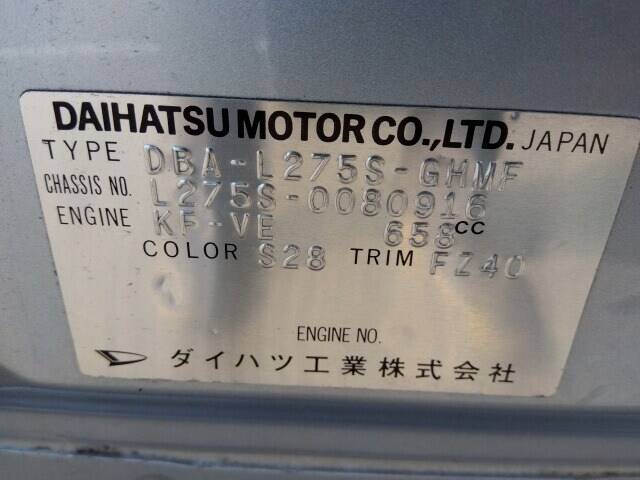 DAIHATSU MOTOR CO.,LTD. JAPAN
TYPE DBA-L275S-GHMF
CHASSIS NO. L275S-0080916
ENGINE KF-VE 658CC
COLOR S28 TRIM FZ40
ENGINE NO.
ダイハツ工業株式会社